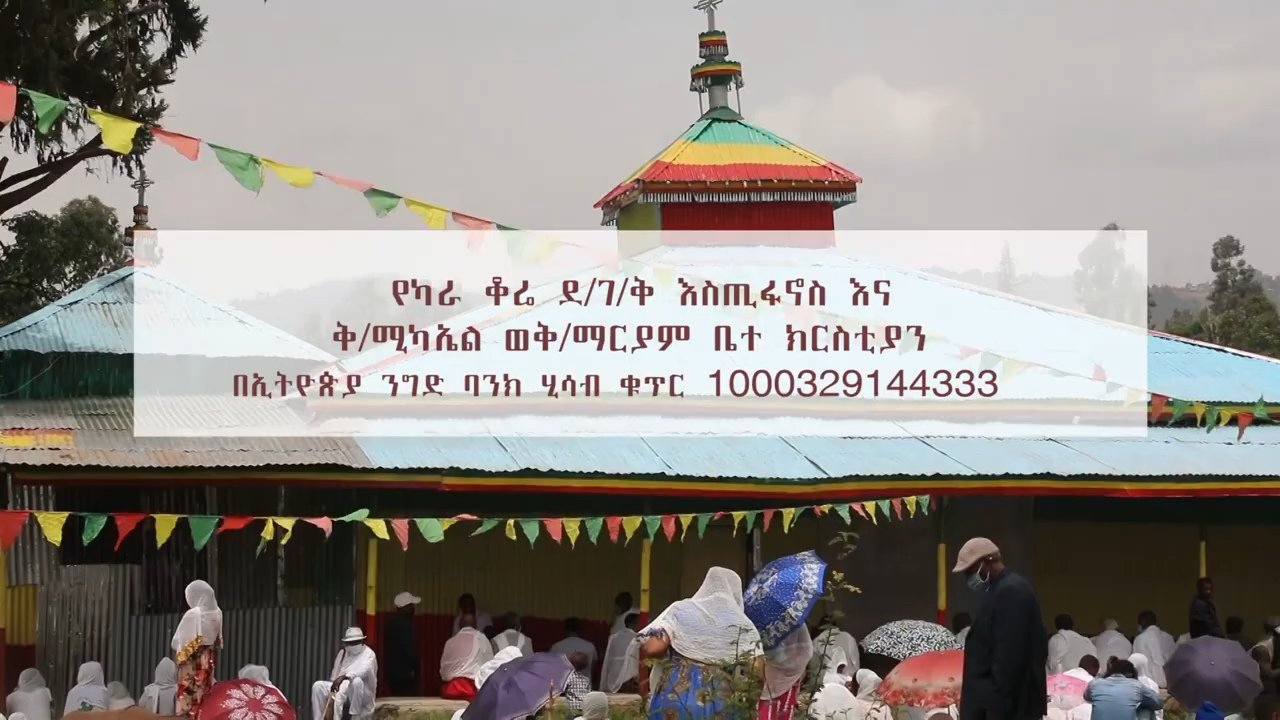 የካራ ቆሬ ደ/ገ/ቅ እስጢፋኖስ እና
ቅ/ሚካኤል ወቅ/ማርያም ቤተ ክርስቲያን
በኢትዮጵያ ንግድ ባንክ ሂሳብ ቁጥር 1000329144333